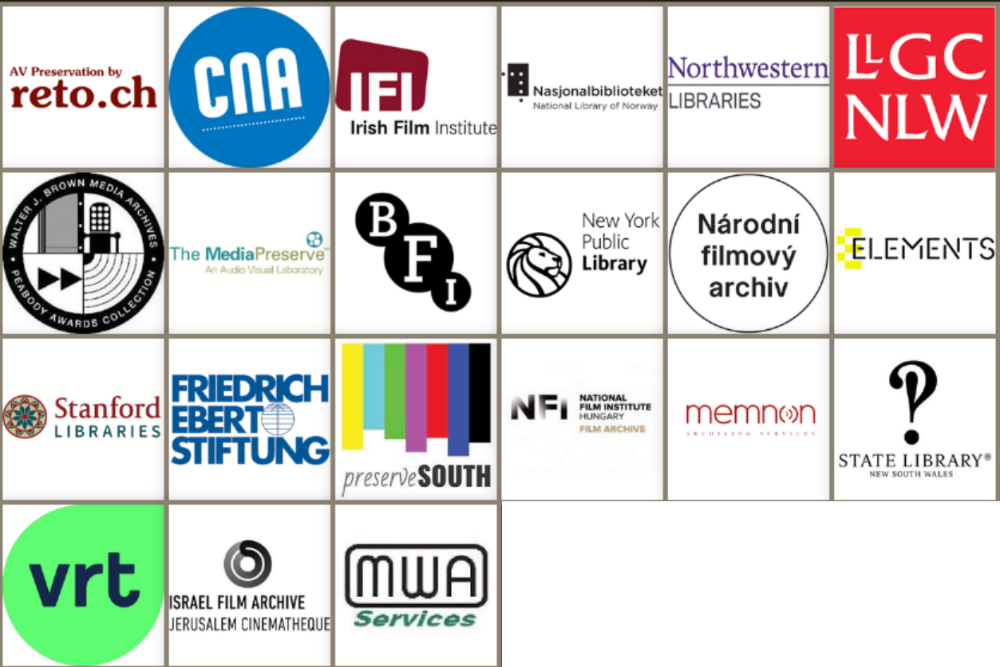 AV Preservation by
reto.ch
CNA
IFI
Irish Film Institute
Nasjonalbiblioteket
National Library of Norway
Northwestern
LIBRARIES
LLGC
NLW
WALTER J. BROWN MEDIA ARCHIVES
PEABODY AWARDS COLLECTION
The MediaPreserve
An Audio Visual Laboratory
BFI
New York
Public
Library
Národní
filmový
archiv
ELEMENTS
Stanford
LIBRARIES
FRIEDRICH
EBERT
STIFTUNG
preserveSOUTH
NFI
NATIONAL
FILM INSTITUTE
HUNGARY
FILM ARCHIVE
memnon
ARCHIVING SERVICES
STATE LIBRARY®
NEW SOUTH WALES
vrt
ISRAEL FILM ARCHIVE
JERUSALEM CINEMATHEQUE
MWA
Services